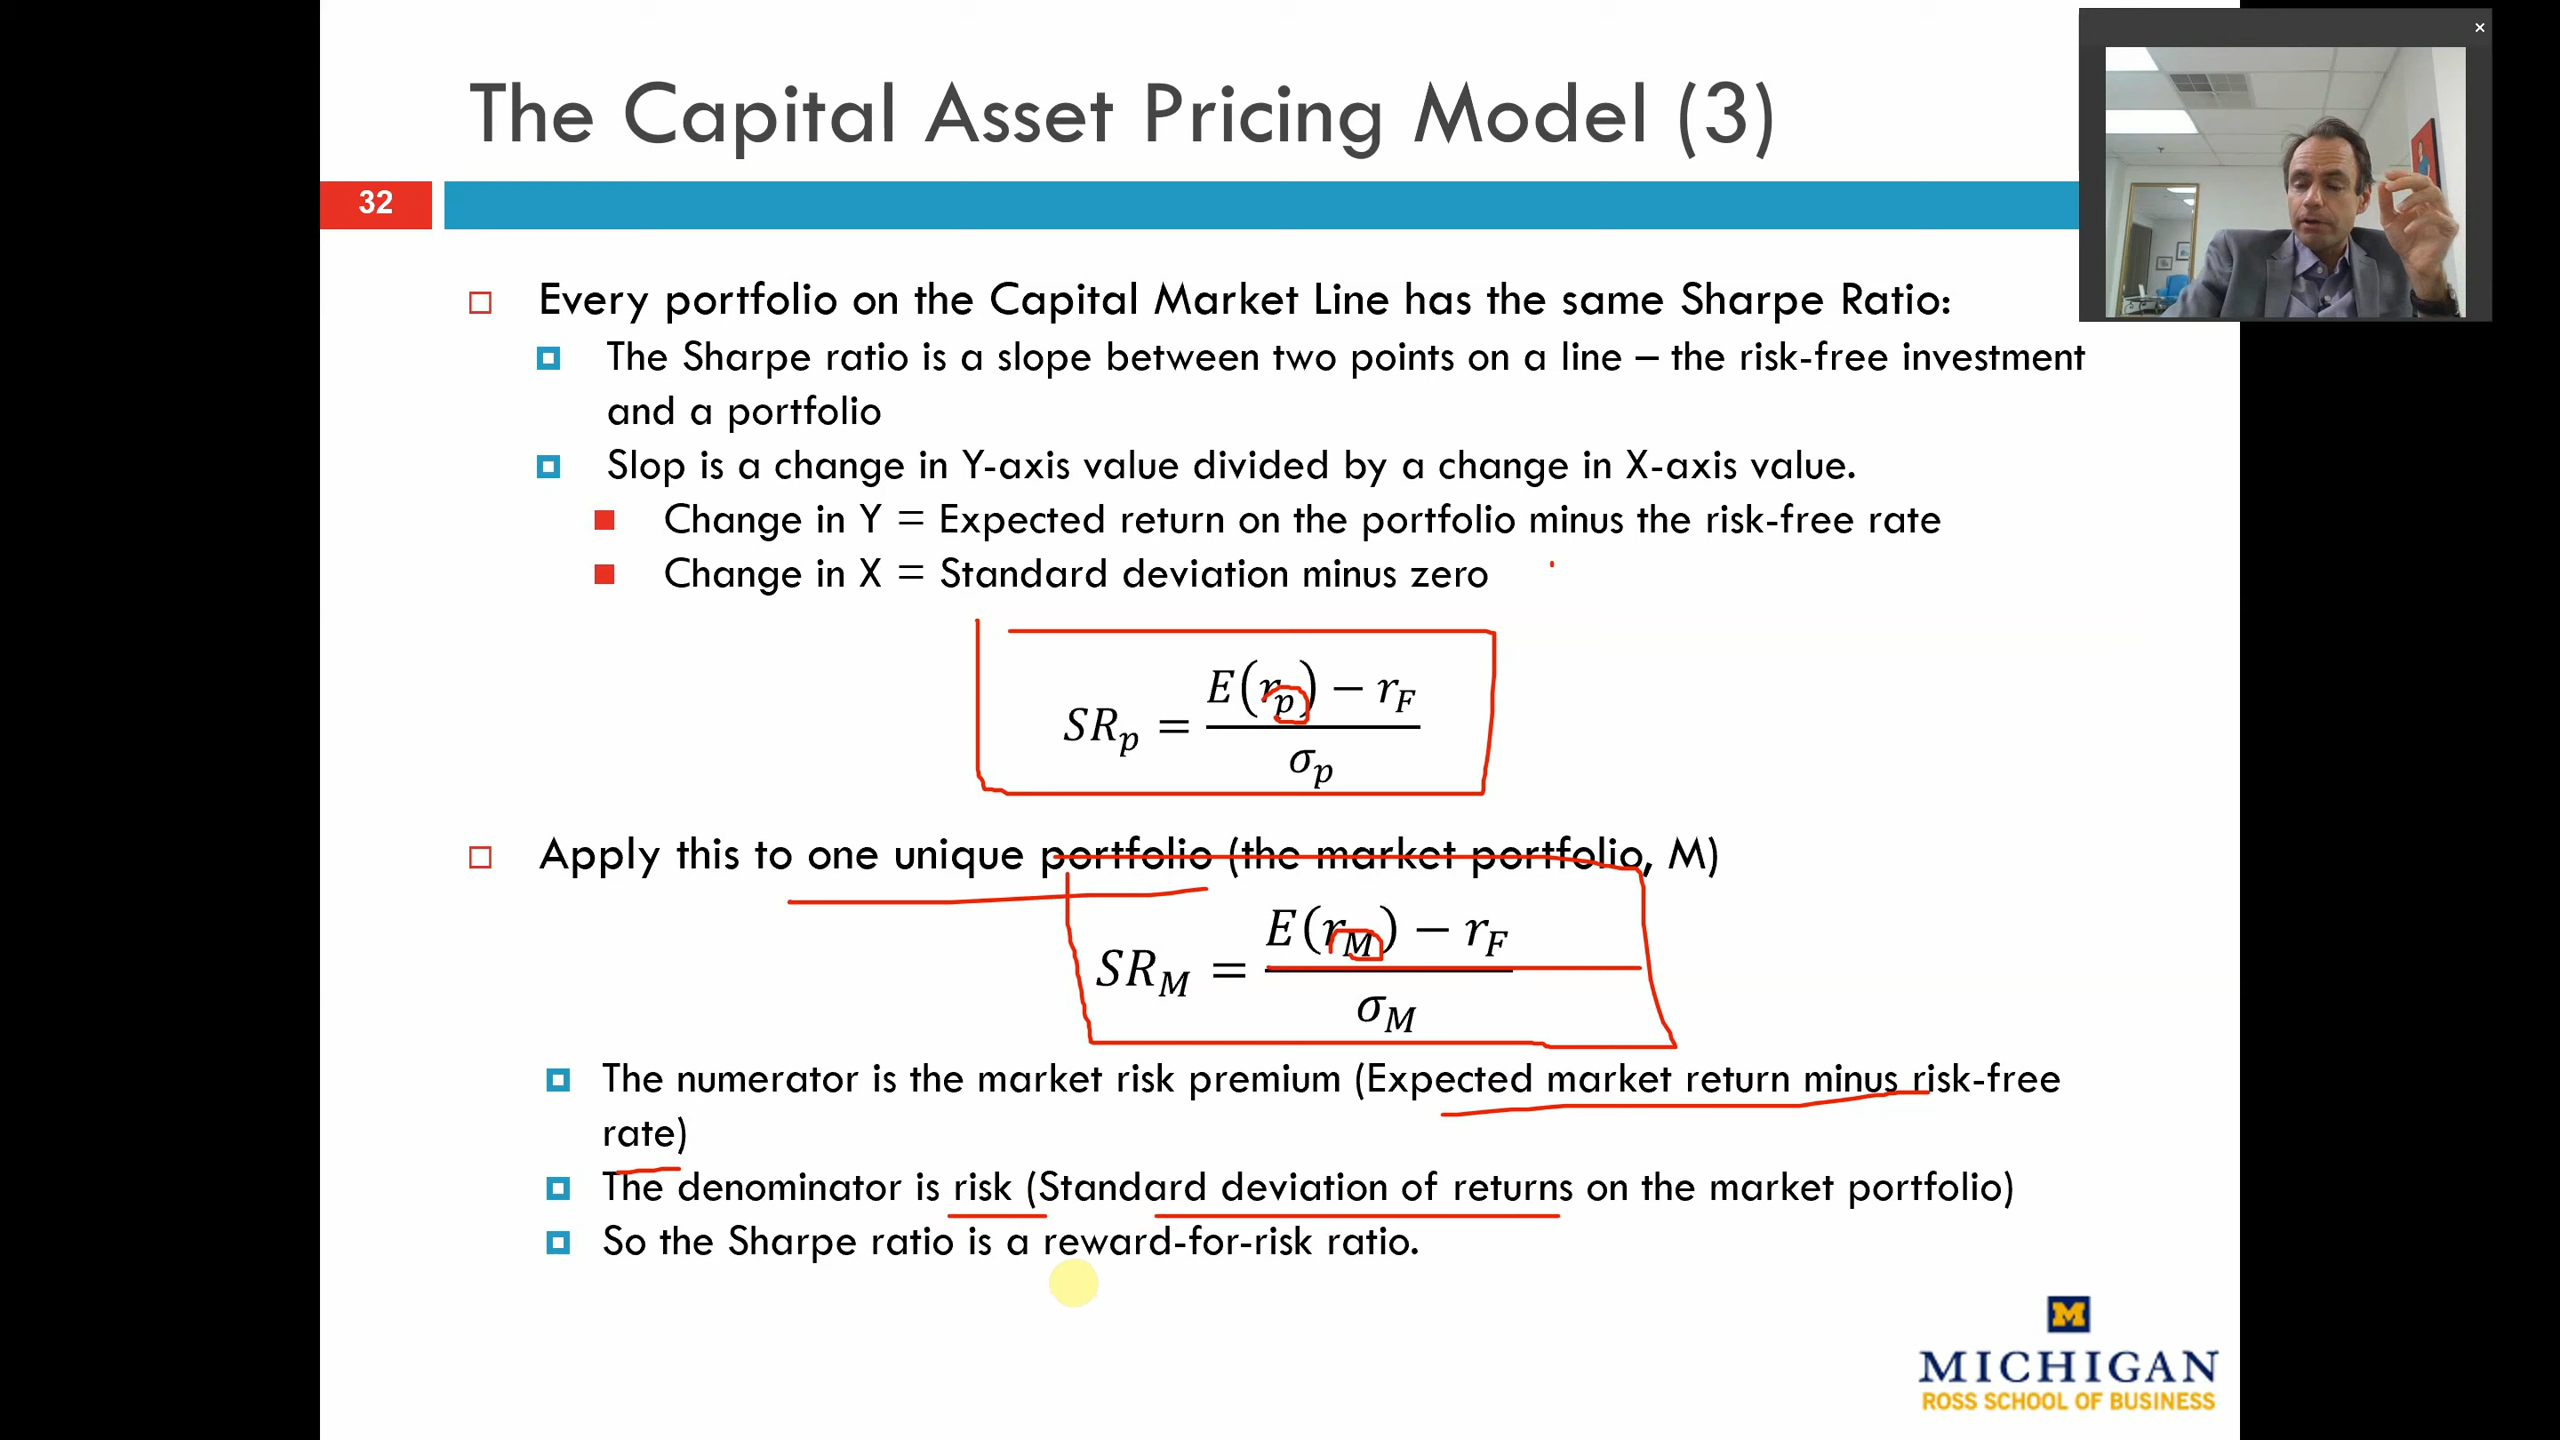 The Capital Asset Pricing Model (3)
32
Every portfolio on the Capital Market Line has the same Sharpe Ratio:
The Sharpe ratio is a slope between two points on a line – the risk-free investment
and a portfolio
Slop is a change in Y-axis value divided by a change in X-axis value.
Change in Y = Expected return on the portfolio minus the risk-free rate
Change in X = Standard deviation minus zero
SR_p = (E(r_p) − r_F) / σ_p
Apply this to one unique portfolio (the market portfolio, M)
SR_M = (E(r_M) − r_F) / σ_M
The numerator is the market risk premium (Expected market return minus risk-free
rate)
The denominator is risk (Standard deviation of returns on the market portfolio)
So the Sharpe ratio is a reward-for-risk ratio.
M
MICHIGAN
ROSS SCHOOL OF BUSINESS